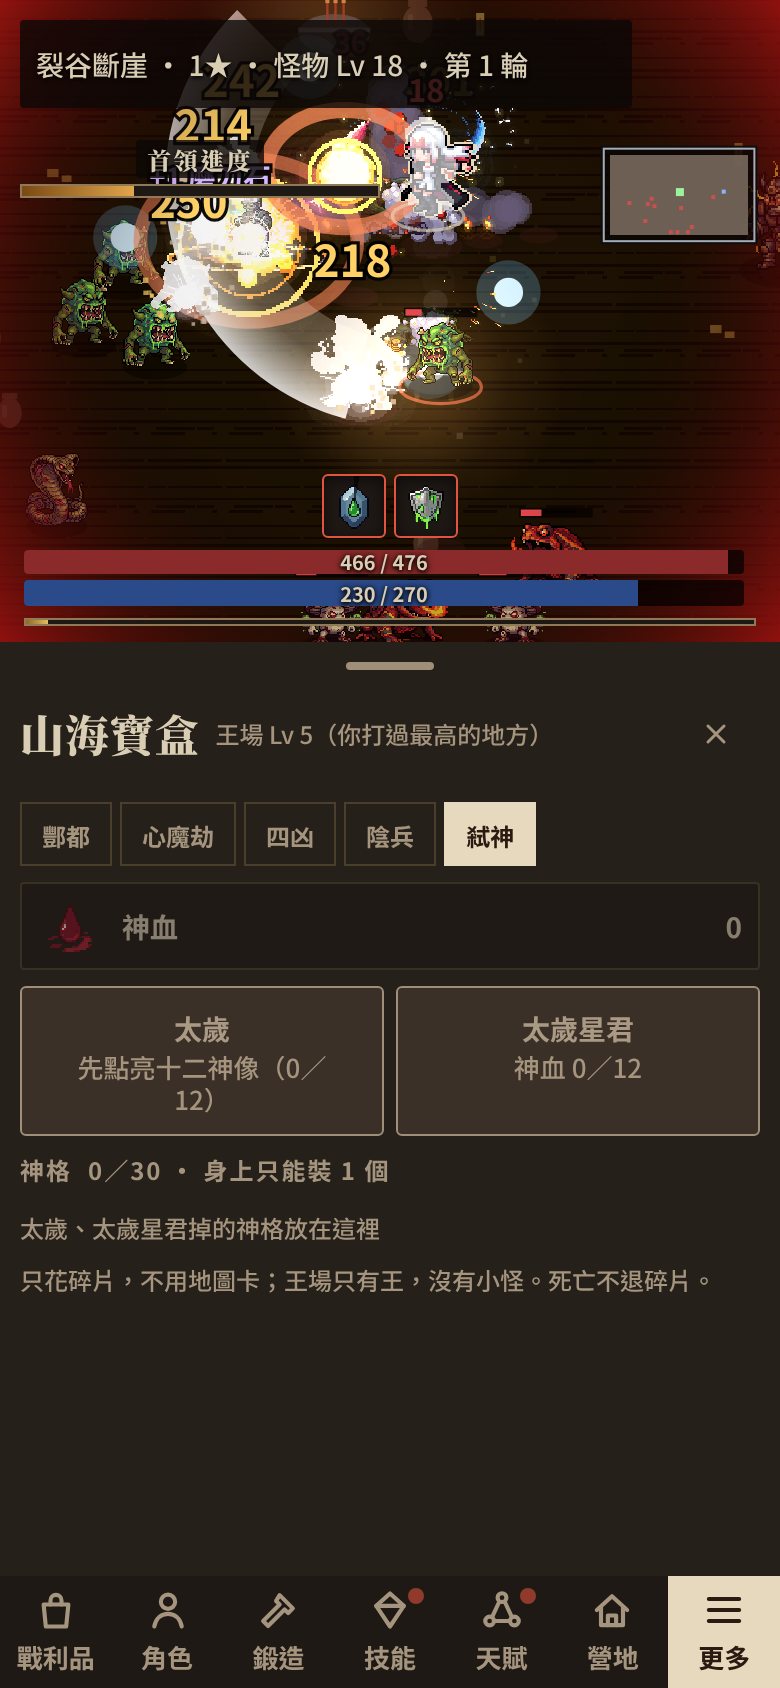 裂谷斷崖 • 1★ • 怪物 Lv 18 • 第 1 輪
36
242
18
214
首領進度
250
218
466 / 476
230 / 270
山海寶盒 王場 Lv 5（你打過最高的地方）
酆都 心魔劫 四凶 陰兵 弒神
神血 0
太歲
先點亮十二神像（0／
12）
太歲星君
神血 0／12
神格 0／30 • 身上只能裝 1 個
太歲、太歲星君掉的神格放在這裡
只花碎片，不用地圖卡；王場只有王，沒有小怪。死亡不退碎片。
戰利品 角色 鍛造 技能 天賦 營地 更多